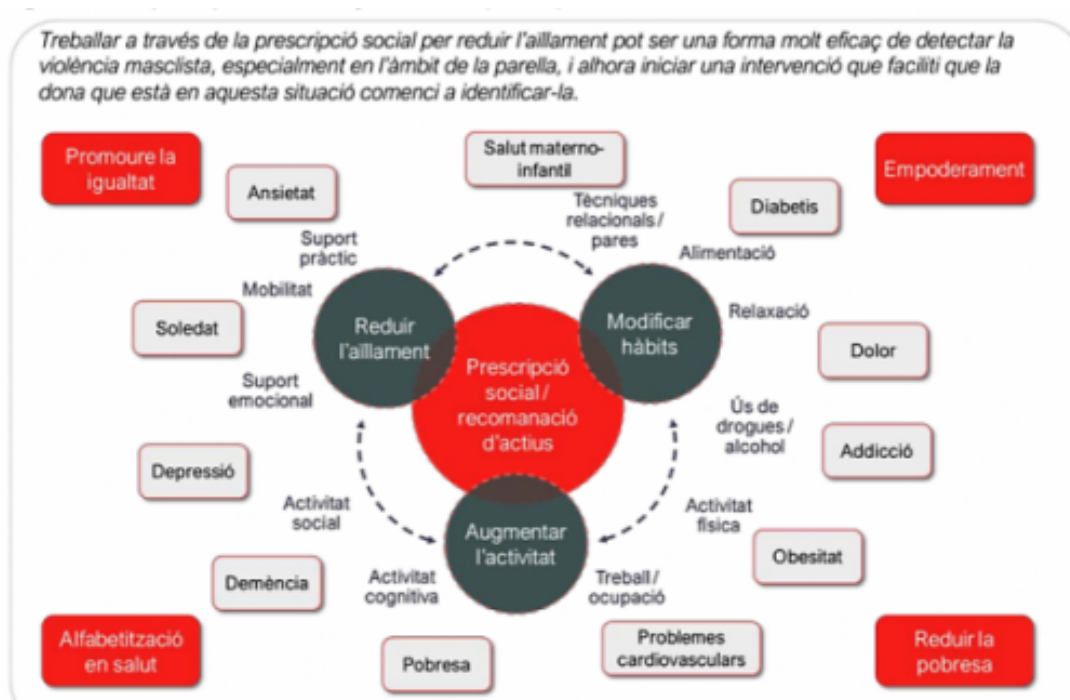 Treballar a través de la prescripció social per reduir l'aïllament pot ser una forma molt eficaç de detectar la
violència masclista, especialment en l'àmbit de la parella, i alhora iniciar una intervenció que faciliti que la
dona que està en aquesta situació comenci a identificar-la.
Promoure la
igualtat
Ansietat
Salut materno-
infantil
Empoderament
Diabetis
Tècniques
relacionals /
pares
Suport
pràctic
Alimentació
Mobilitat
Relaxació
Soledat
Reduir
l'aïllament
Modificar
hàbits
Dolor
Prescripció
social /
recomanació
d'actius
Suport
emocional
Ús de
drogues /
alcohol
Addicció
Depressió
Activitat
social
Activitat
física
Augmentar
l'activitat
Obesitat
Demència
Activitat
cognitiva
Treball /
ocupació
Alfabetització
en salut
Pobresa
Problemes
cardiovasculars
Reduir la
pobresa